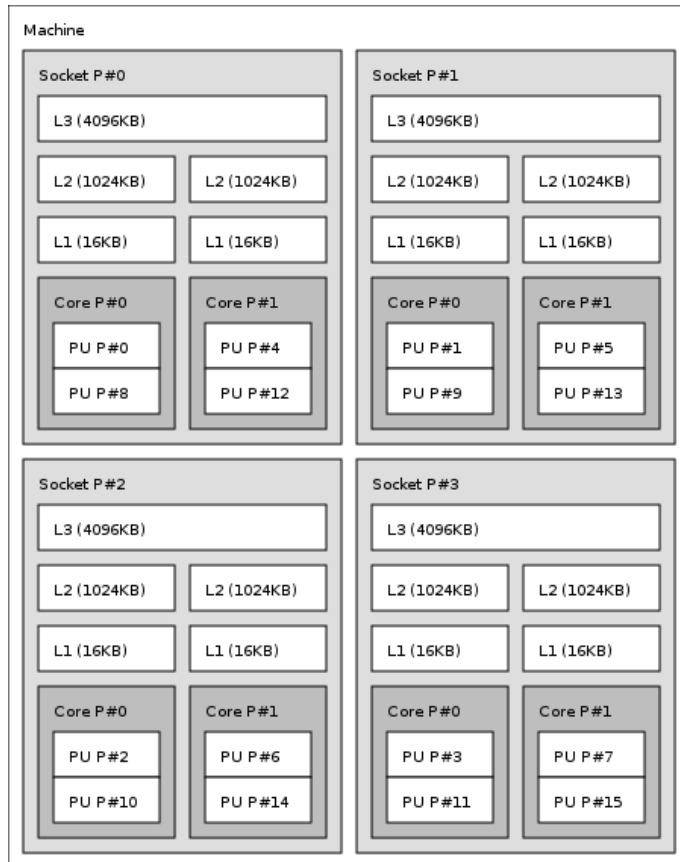 Machine
Socket P#0
L3 (4096KB)
L2 (1024KB) L2 (1024KB)
L1 (16KB) L1 (16KB)
Core P#0 Core P#1
PU P#0 PU P#4
PU P#8 PU P#12
Socket P#1
L3 (4096KB)
L2 (1024KB) L2 (1024KB)
L1 (16KB) L1 (16KB)
Core P#0 Core P#1
PU P#1 PU P#5
PU P#9 PU P#13
Socket P#2
L3 (4096KB)
L2 (1024KB) L2 (1024KB)
L1 (16KB) L1 (16KB)
Core P#0 Core P#1
PU P#2 PU P#6
PU P#10 PU P#14
Socket P#3
L3 (4096KB)
L2 (1024KB) L2 (1024KB)
L1 (16KB) L1 (16KB)
Core P#0 Core P#1
PU P#3 PU P#7
PU P#11 PU P#15